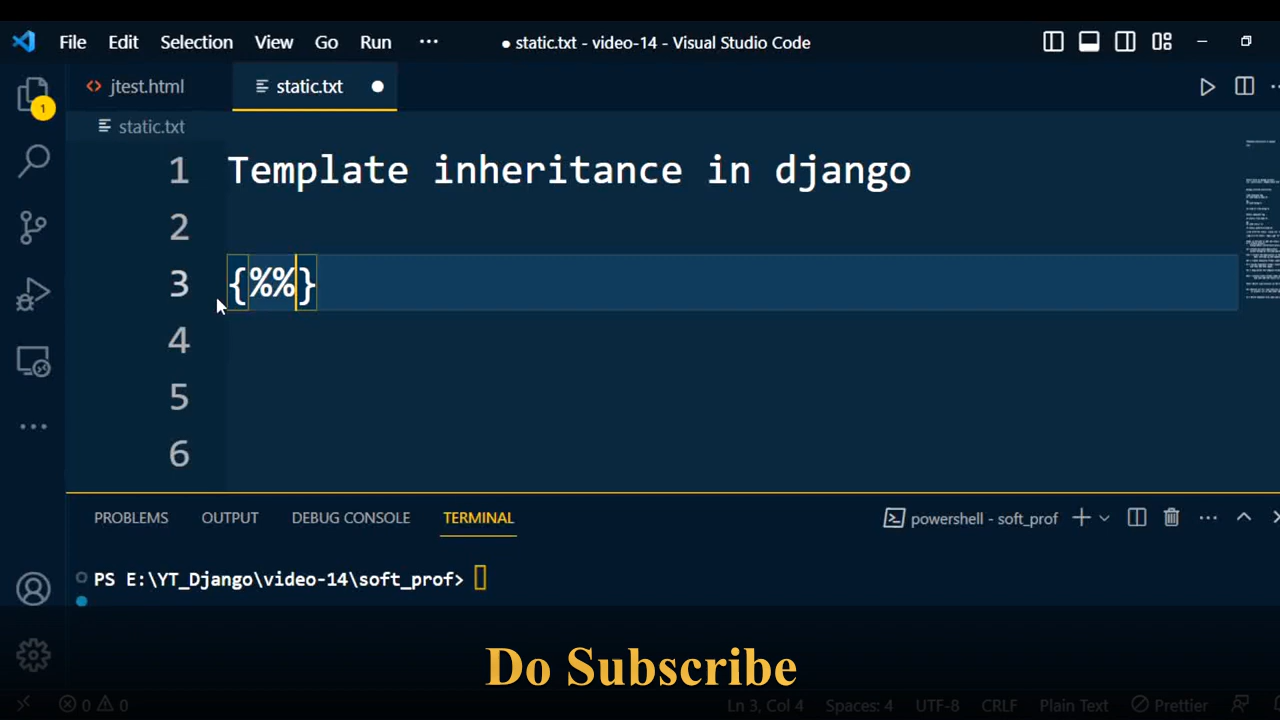 File Edit Selection View Go Run ··· ● static.txt - video-14 - Visual Studio Code
jtest.html static.txt
static.txt
1 Template inheritance in django
2
3 {%%}
4
5
6
1
PROBLEMS OUTPUT DEBUG CONSOLE TERMINAL powershell - soft_prof
PS E:\YT_Django\video-14\soft_prof>
Do Subscribe
0 0 Ln 3, Col 4 Spaces: 4 UTF-8 CRLF Plain Text Prettier